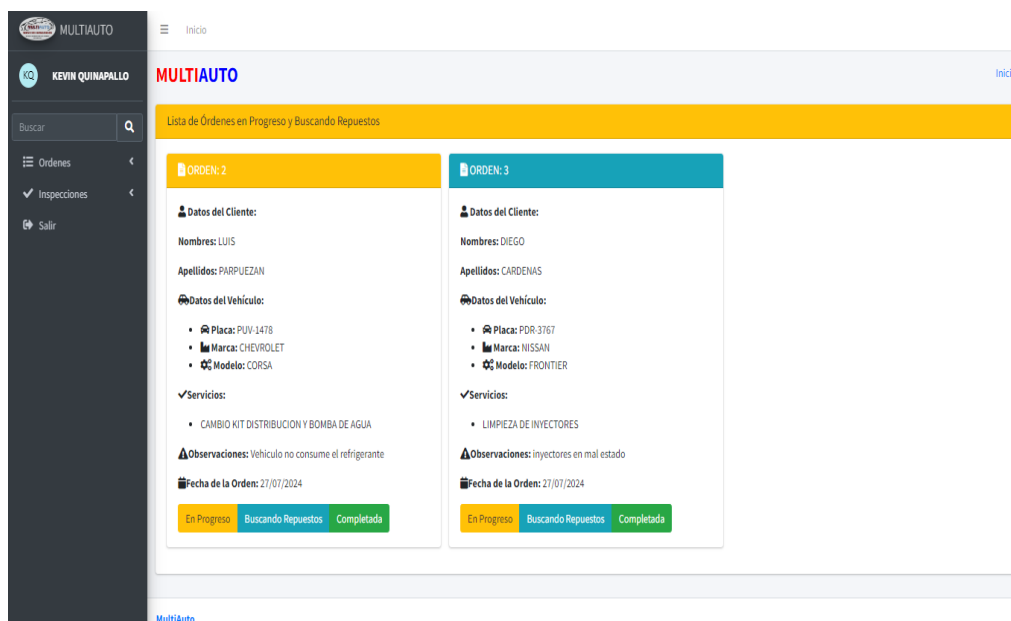 MULTIAUTO
Inicio
KQ
KEVIN QUINAPALLO
MULTIAUTO
Inici
Buscar
Ordenes
Inspecciones
Salir
Lista de Órdenes en Progreso y Buscando Repuestos
ORDEN: 2
Datos del Cliente:
Nombres: LUIS
Apellidos: PARPUEZAN
Datos del Vehículo:
Placa: PUV-1478
Marca: CHEVROLET
Modelo: CORSA
Servicios:
CAMBIO KIT DISTRIBUCION Y BOMBA DE AGUA
Observaciones: Vehiculo no consume el refrigerante
Fecha de la Orden: 27/07/2024
En Progreso Buscando Repuestos Completada
ORDEN: 3
Datos del Cliente:
Nombres: DIEGO
Apellidos: CARDENAS
Datos del Vehículo:
Placa: PDR-3767
Marca: NISSAN
Modelo: FRONTIER
Servicios:
LIMPIEZA DE INYECTORES
Observaciones: inyectores en mal estado
Fecha de la Orden: 27/07/2024
En Progreso Buscando Repuestos Completada
MultiAuto